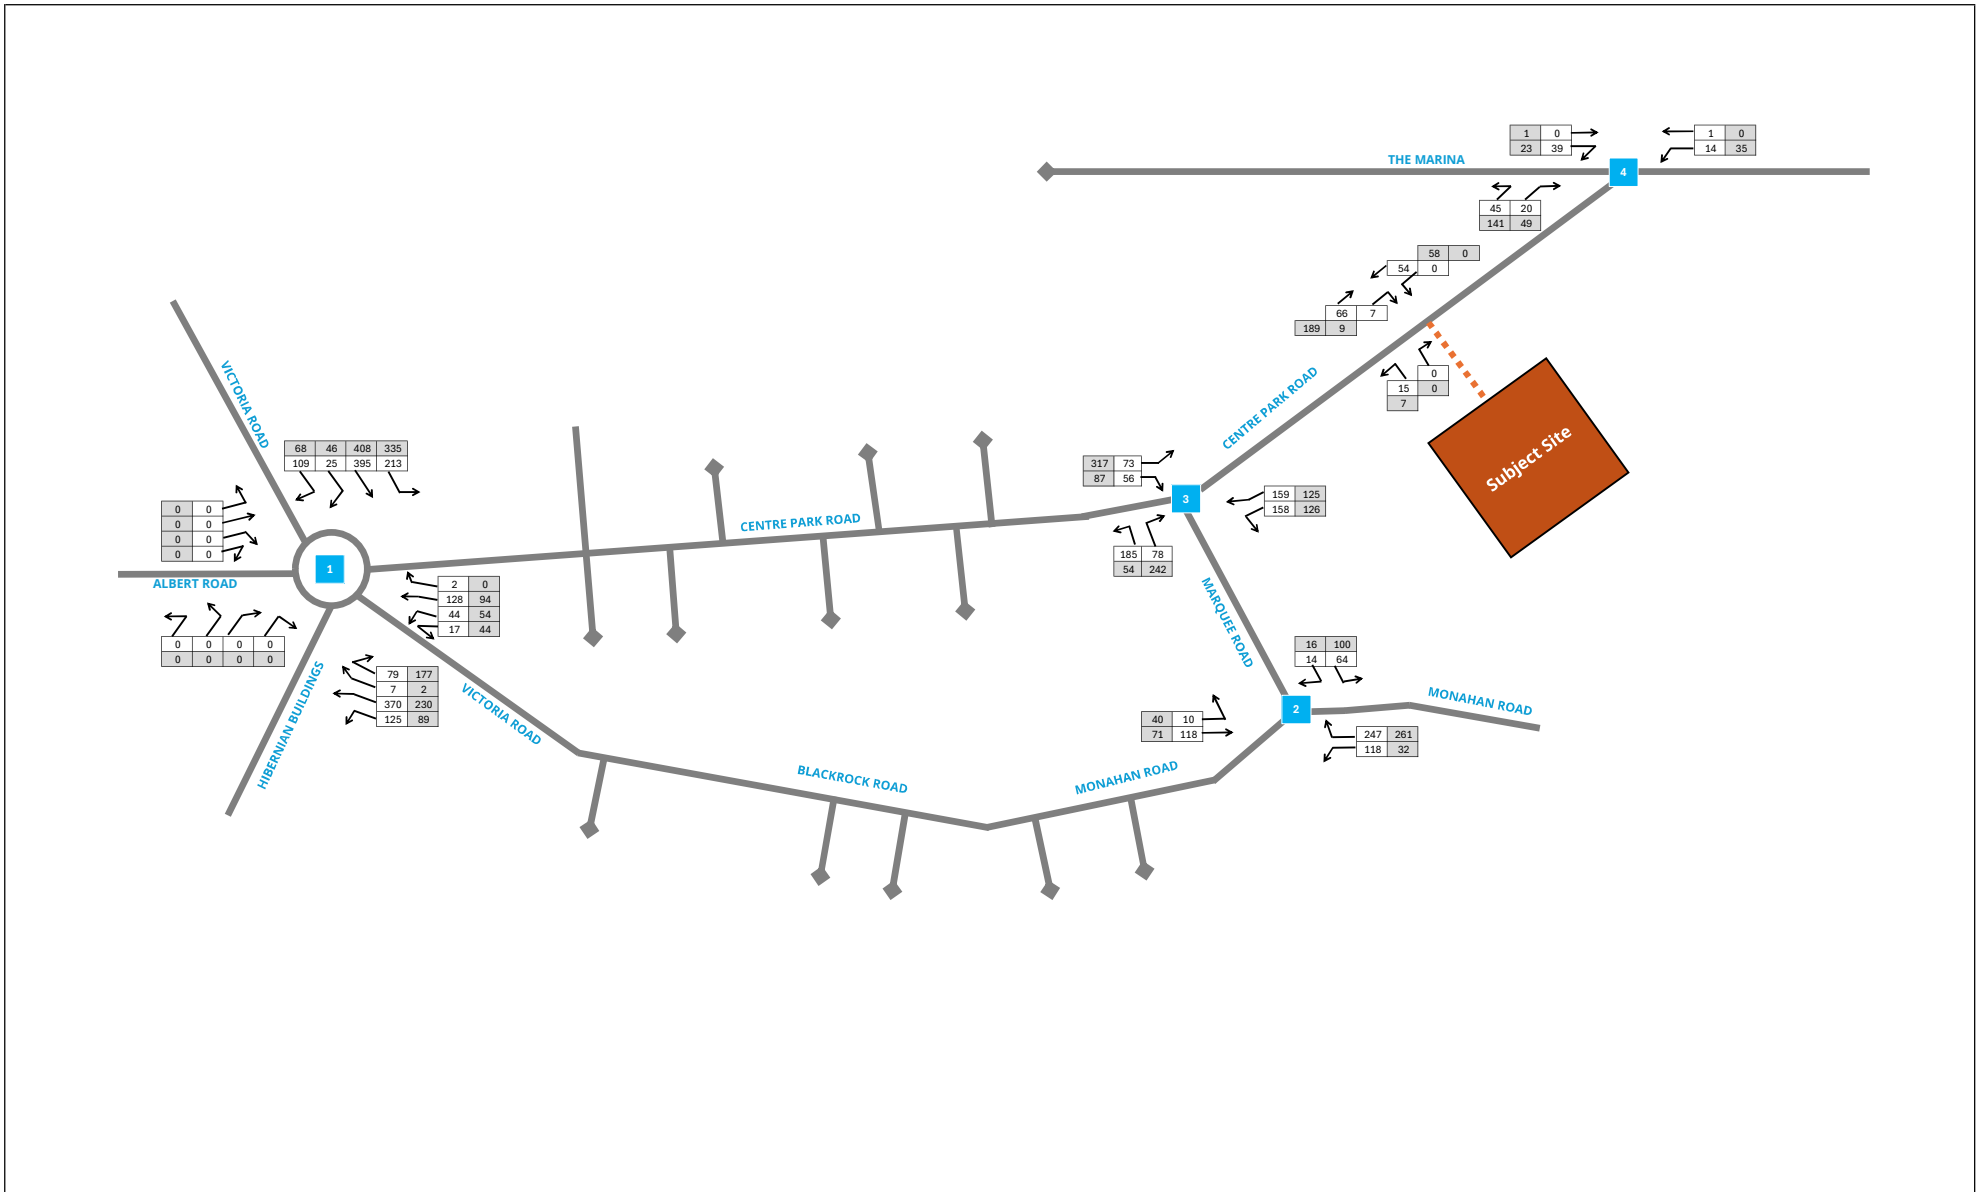 1 0
23 39
1 0
14 35
THE MARINA
4
45 20
141 49
58 0
54 0
66 7
189 9
VICTORIA ROAD
CENTRE PARK ROAD
0
15 0
7
Subject Site
68 46 408 335
109 25 395 213
317 73
87 56
3
159 125
158 126
0 0
0 0
0 0
0 0
CENTRE PARK ROAD
185 78
54 242
1
ALBERT ROAD
2 0
128 94
44 54
17 44
MARQUEE ROAD
0 0 0 0
0 0 0 0
16 100
14 64
HIBERNIAN BUILDINGS
79 177
7 2
370 230
125 89
VICTORIA ROAD
MONAHAN ROAD
2
40 10
71 118
247 261
118 32
BLACKROCK ROAD
MONAHAN ROAD